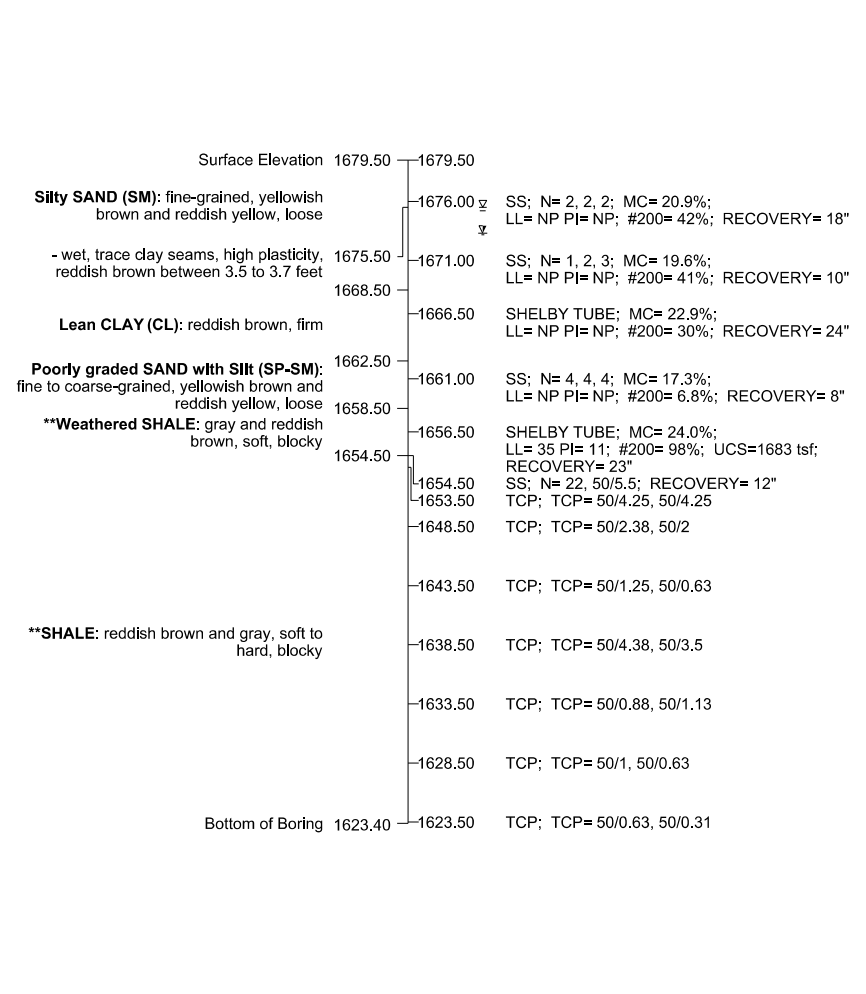 Surface Elevation 1679.50 1679.50
Silty SAND (SM): fine-grained, yellowish
brown and reddish yellow, loose
1676.00 SS; N= 2, 2, 2; MC= 20.9%;
LL= NP PI= NP; #200= 42%; RECOVERY= 18"
- wet, trace clay seams, high plasticity,
reddish brown between 3.5 to 3.7 feet
1675.50
1671.00 SS; N= 1, 2, 3; MC= 19.6%;
LL= NP PI= NP; #200= 41%; RECOVERY= 10"
1668.50
1666.50 SHELBY TUBE; MC= 22.9%;
LL= NP PI= NP; #200= 30%; RECOVERY= 24"
Lean CLAY (CL): reddish brown, firm
1662.50
Poorly graded SAND with Silt (SP-SM):
fine to coarse-grained, yellowish brown and
reddish yellow, loose
1661.00 SS; N= 4, 4, 4; MC= 17.3%;
LL= NP PI= NP; #200= 6.8%; RECOVERY= 8"
1658.50
**Weathered SHALE: gray and reddish
brown, soft, blocky
1656.50 SHELBY TUBE; MC= 24.0%;
LL= 35 PI= 11; #200= 98%; UCS=1683 tsf;
RECOVERY= 23"
1654.50
1654.50 SS; N= 22, 50/5.5; RECOVERY= 12"
1653.50 TCP; TCP= 50/4.25, 50/4.25
1648.50 TCP; TCP= 50/2.38, 50/2
1643.50 TCP; TCP= 50/1.25, 50/0.63
**SHALE: reddish brown and gray, soft to
hard, blocky
1638.50 TCP; TCP= 50/4.38, 50/3.5
1633.50 TCP; TCP= 50/0.88, 50/1.13
1628.50 TCP; TCP= 50/1, 50/0.63
Bottom of Boring 1623.40 1623.50 TCP; TCP= 50/0.63, 50/0.31